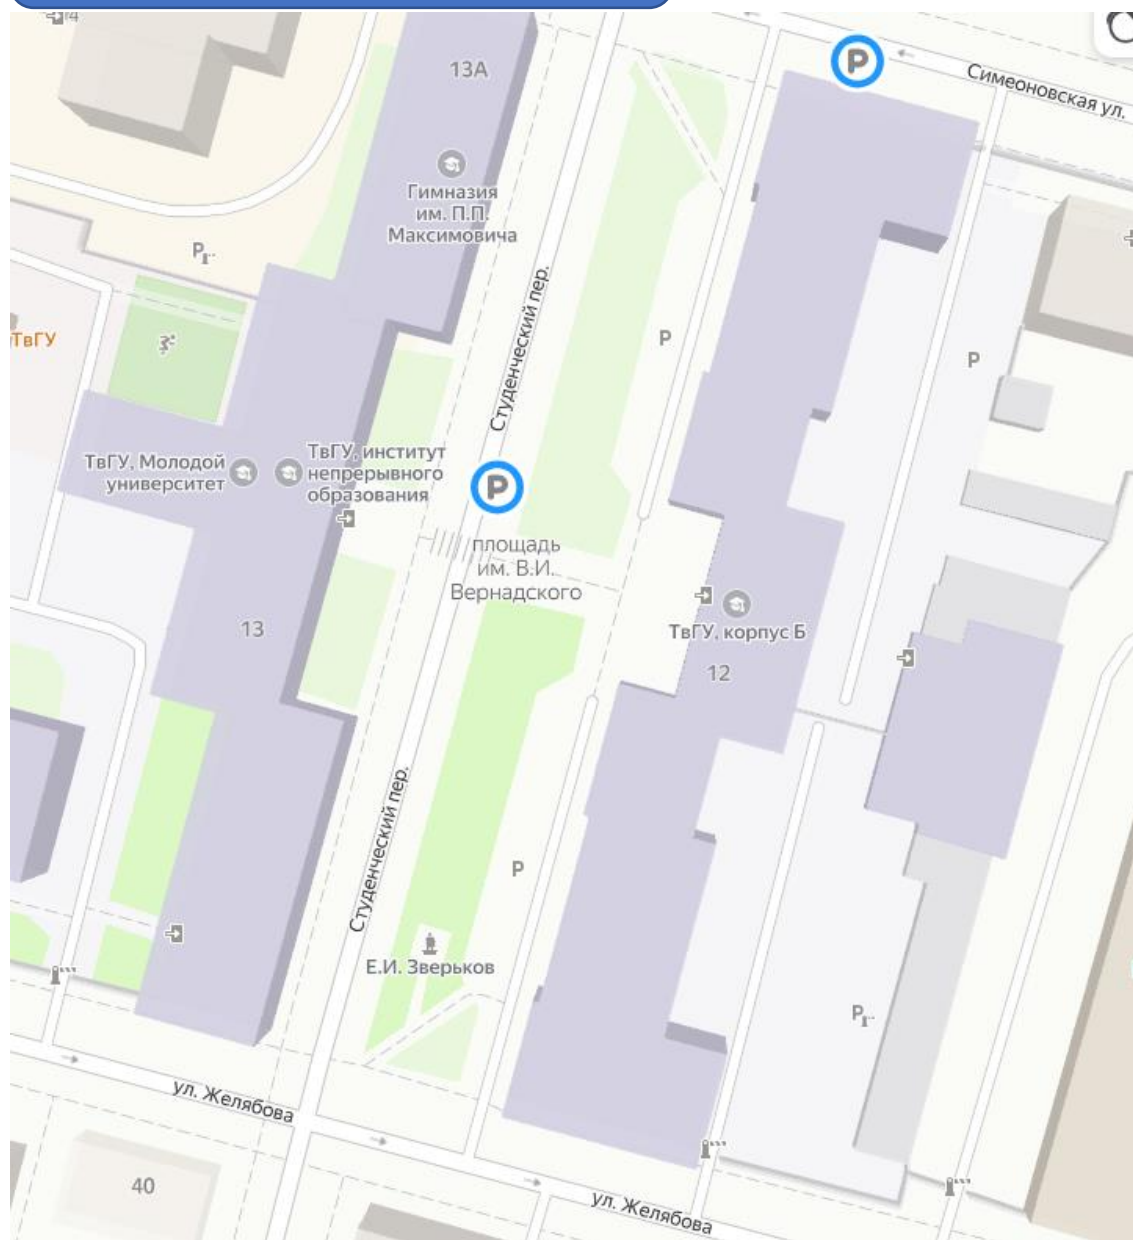 13А
P
Симеоновская ул.
Гимназия
им. П.П.
Максимовича
P
Студенческий пер.
P
P
ТвГУ
ТвГУ, Молодой
университет
ТвГУ, институт
непрерывного
образования
P
площадь
им. В.И.
Вернадского
ТвГУ, корпус Б
13
12
Студенческий пер.
P
Е.И. Зверьков
P
ул. Желябова
40
ул. Желябова